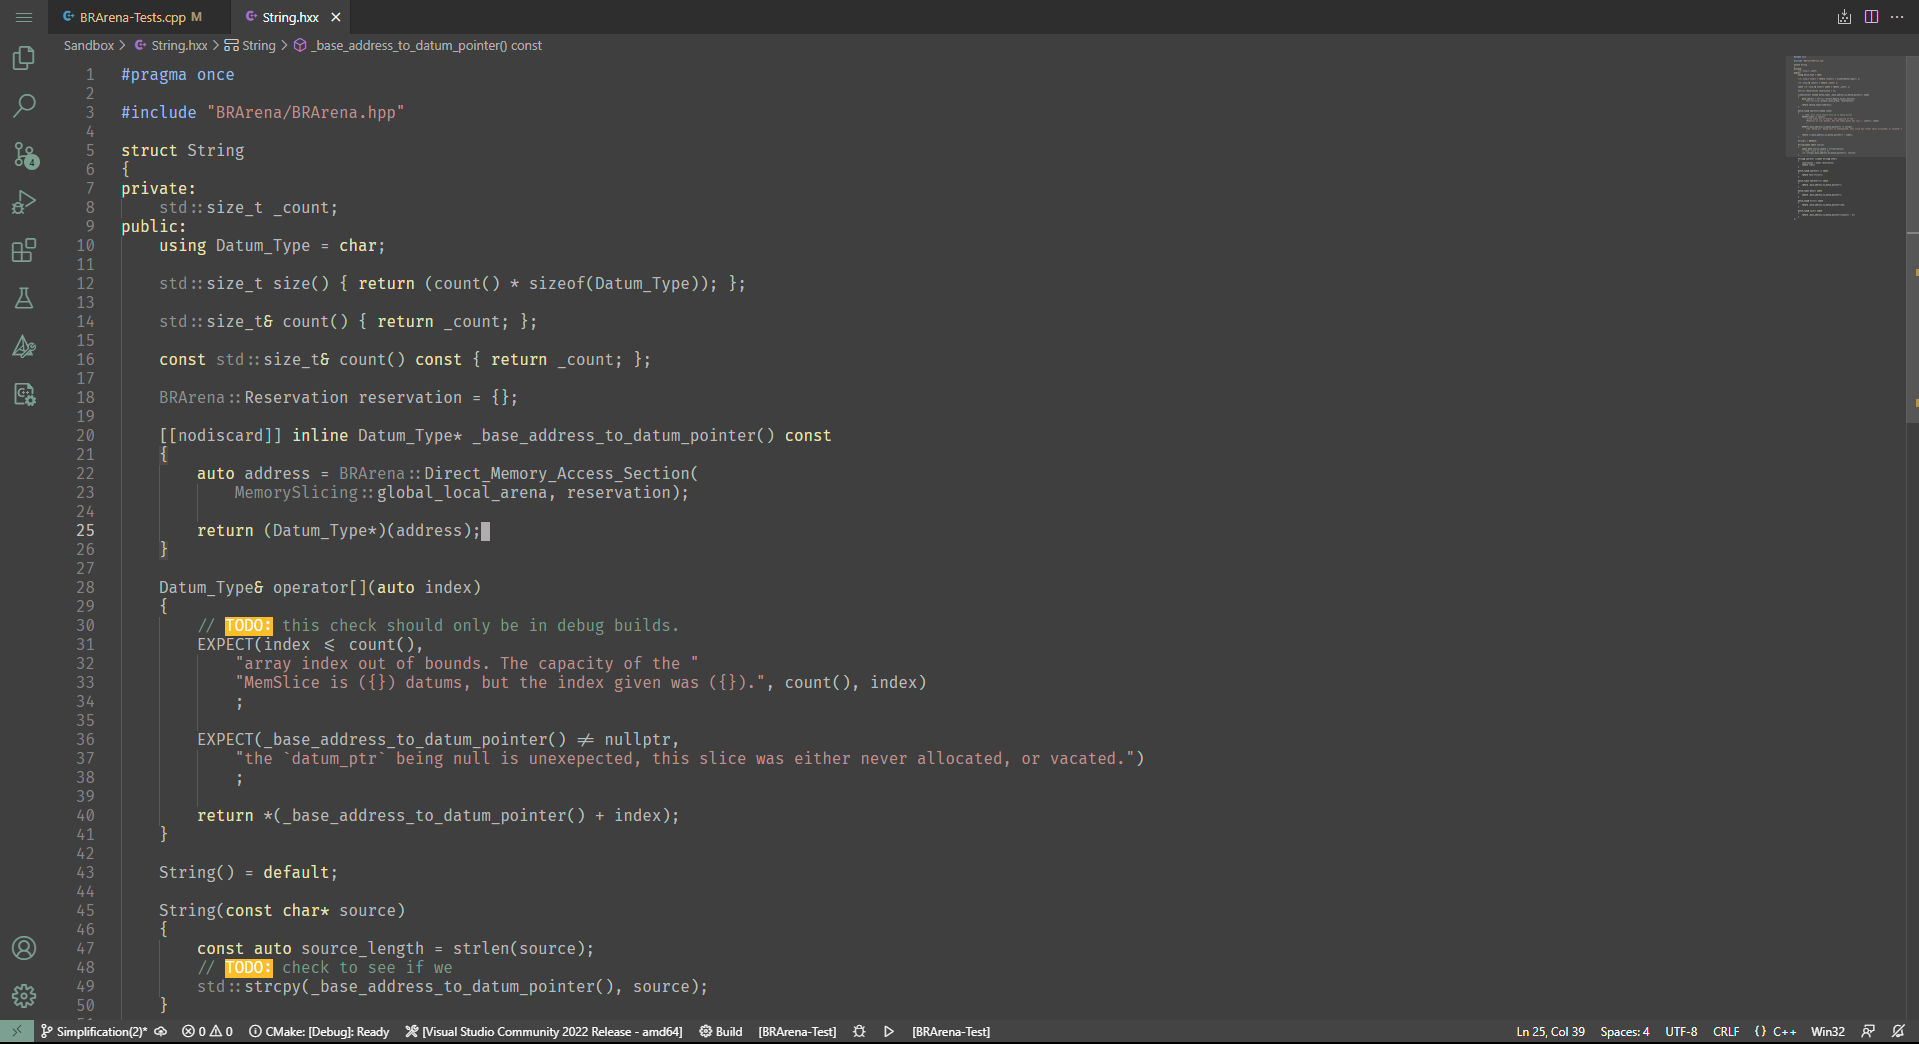 BRArena-Tests.cpp M
String.hxx
Sandbox > String.hxx > String > _base_address_to_datum_pointer() const
1 #pragma once
2
3 #include "BRArena/BRArena.hpp"
4
5 struct String
6 {
7 private:
8 std::size_t _count;
9 public:
10 using Datum_Type = char;
11
12 std::size_t size() { return (count() * sizeof(Datum_Type)); };
13
14 std::size_t& count() { return _count; };
15
16 const std::size_t& count() const { return _count; };
17
18 BRArena::Reservation reservation = {};
19
20 [[nodiscard]] inline Datum_Type* _base_address_to_datum_pointer() const
21 {
22 auto address = BRArena::Direct_Memory_Access_Section(
23 MemorySlicing::global_local_arena, reservation);
24
25 return (Datum_Type*)(address);
26 }
27
28 Datum_Type& operator[](auto index)
29 {
30 // TODO: this check should only be in debug builds.
31 EXPECT(index ⩽ count(),
32 "array index out of bounds. The capacity of the "
33 "MemSlice is ({}) datums, but the index given was ({}).", count(), index)
34 ;
35
36 EXPECT(_base_address_to_datum_pointer() ≠ nullptr,
37 "the `datum_ptr` being null is unexepected, this slice was either never allocated, or vacated.")
38 ;
39
40 return *(_base_address_to_datum_pointer() + index);
41 }
42
43 String() = default;
44
45 String(const char* source)
46 {
47 const auto source_length = strlen(source);
48 // TODO: check to see if we
49 std::strcpy(_base_address_to_datum_pointer(), source);
50 }
4
Simplification(2)* 0 0 CMake: [Debug]: Ready [Visual Studio Community 2022 Release - amd64] Build [BRArena-Test] [BRArena-Test] Ln 25, Col 39 Spaces: 4 UTF-8 CRLF {} C++ Win32